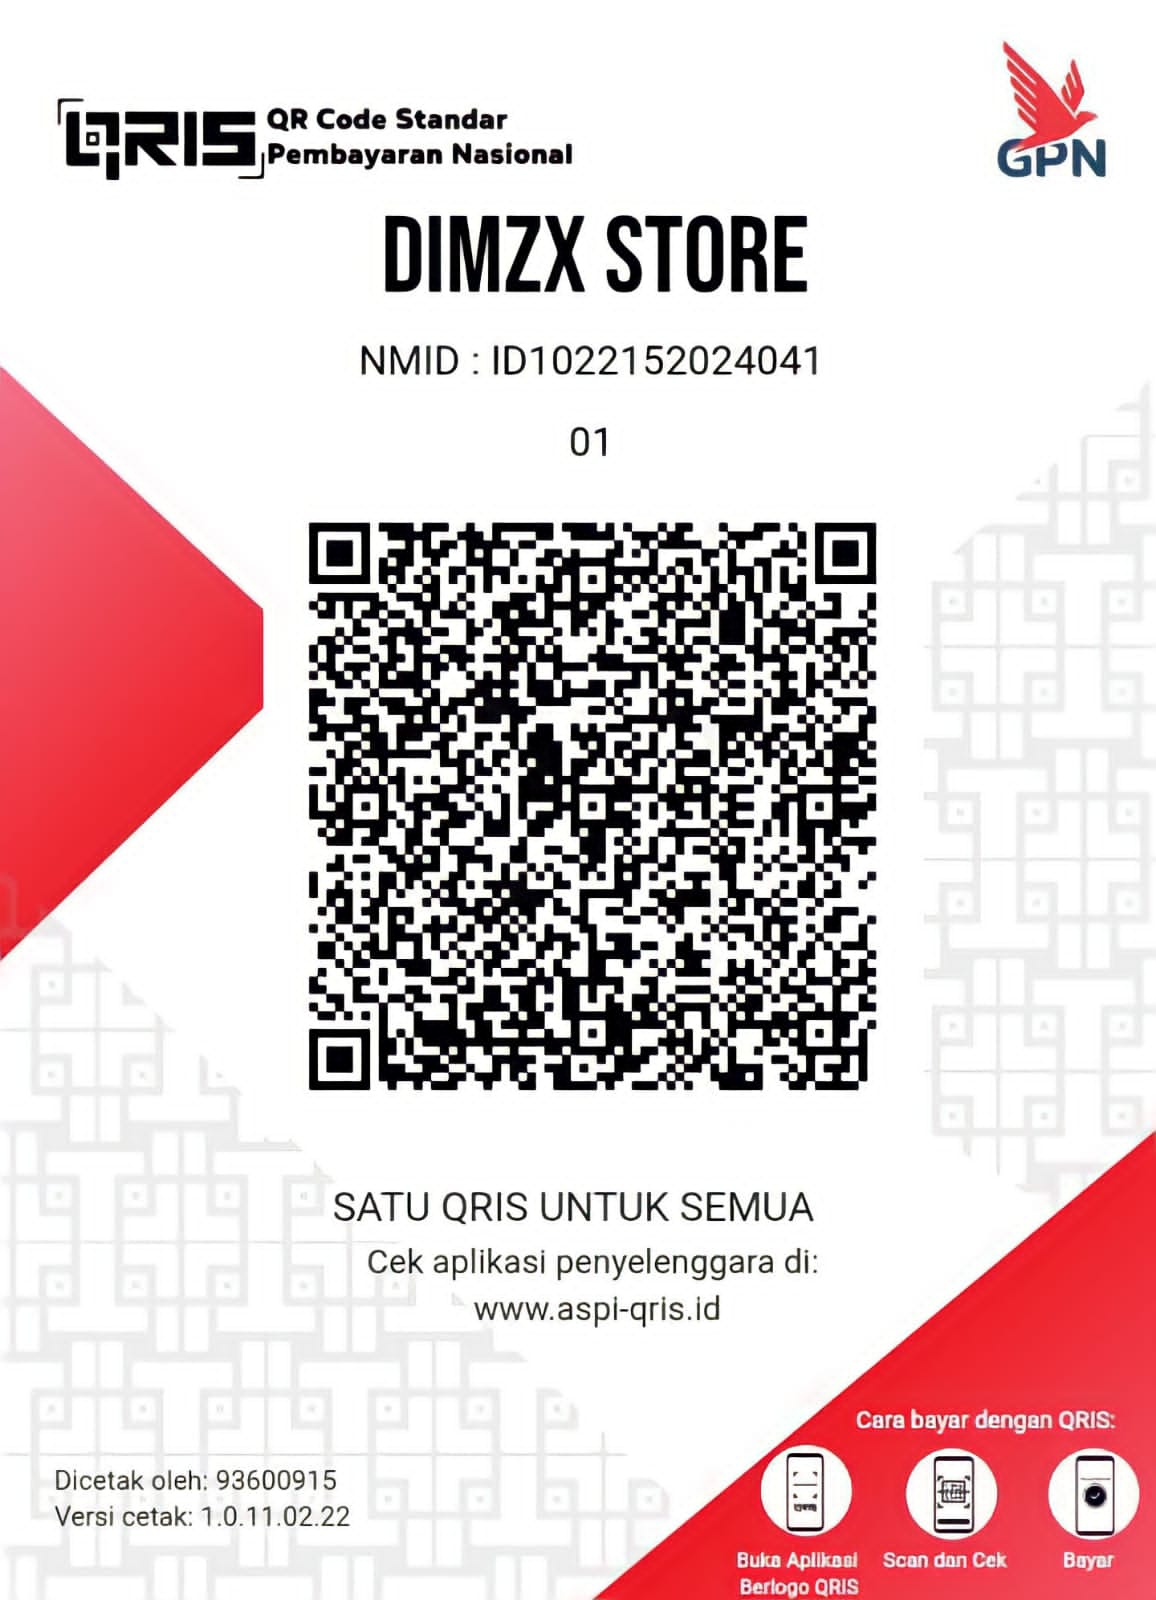 QRIS QR Code Standar
Pembayaran Nasional
GPN
DIMZX STORE
NMID : ID1022152024041
01
SATU QRIS UNTUK SEMUA
Cek aplikasi penyelenggara di:
www.aspi-qris.id
Cara bayar dengan QRIS:
Dicetak oleh: 93600915
Versi cetak: 1.0.11.02.22
Buka Aplikasi
Berlogo QRIS
Scan dan Cek
Bayar